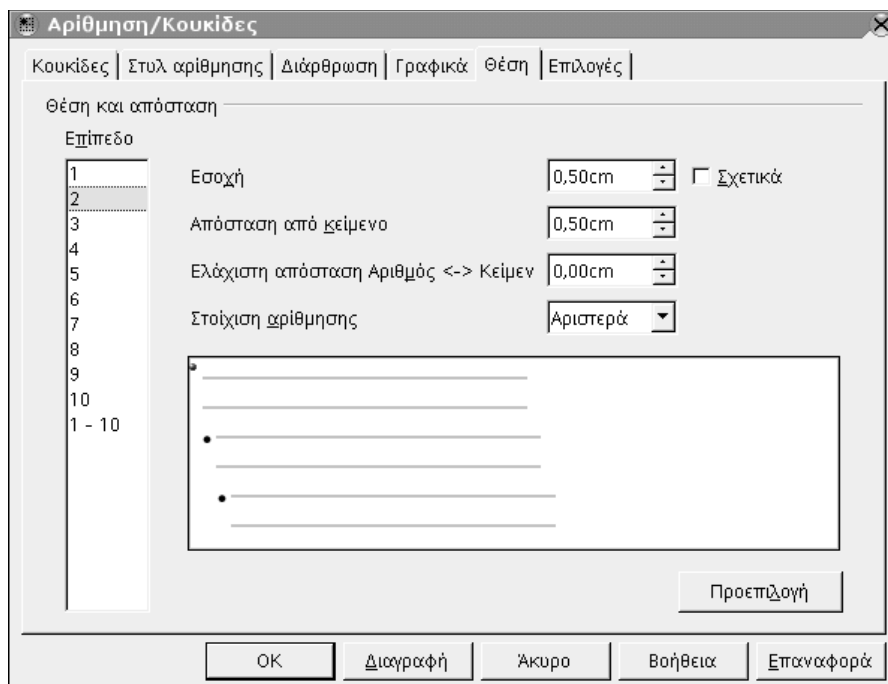 Αρίθμηση/Κουκίδες
Κουκίδες Στυλ αρίθμησης Διάρθρωση Γραφικά Θέση Επιλογές
Θέση και απόσταση
Επίπεδο
1
2
3
4
5
6
7
8
9
10
1 - 10
Εσοχή 0,50cm Σχετικά
Απόσταση από κείμενο 0,50cm
Ελάχιστη απόσταση Αριθμός <-> Κείμεν 0,00cm
Στοίχιση αρίθμησης Αριστερά
Προεπιλογή
OK Διαγραφή Άκυρο Βοήθεια Επαναφορά